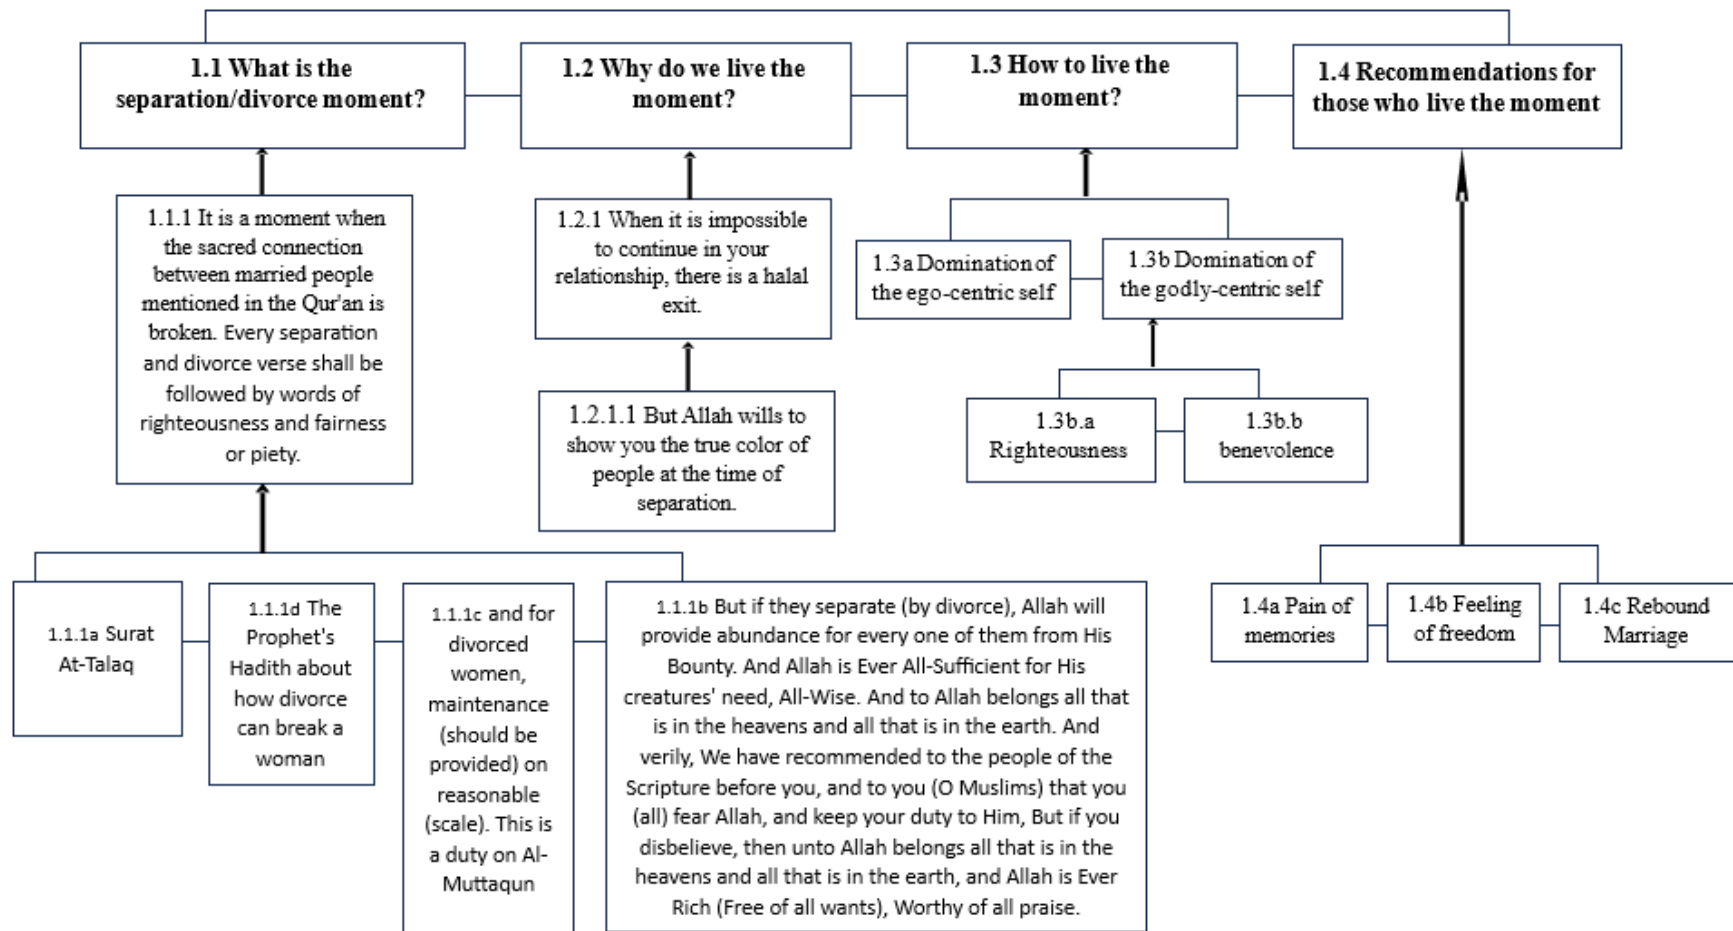 1.1 What is the
separation/divorce moment?
1.2 Why do we live the
moment?
1.3 How to live the
moment?
1.4 Recommendations for
those who live the moment
1.1.1 It is a moment when
the sacred connection
between married people
mentioned in the Qur'an is
broken. Every separation
and divorce verse shall be
followed by words of
righteousness and fairness
or piety.
1.2.1 When it is impossible
to continue in your
relationship, there is a halal
exit.
1.3a Domination of
the ego-centric self
1.3b Domination of
the godly-centric self
1.2.1.1 But Allah wills to
show you the true color of
people at the time of
separation.
1.3b.a
Righteousness
1.3b.b
benevolence
1.1.1a Surat
At-Talaq
1.1.1d The
Prophet's
Hadith about
how divorce
can break a
woman
1.1.1c and for
divorced
women,
maintenance
(should be
provided) on
reasonable
(scale). This is
a duty on Al-
Muttaqun
1.1.1b But if they separate (by divorce), Allah will
provide abundance for every one of them from His
Bounty. And Allah is Ever All-Sufficient for His
creatures' need, All-Wise. And to Allah belongs all that
is in the heavens and all that is in the earth. And
verily, We have recommended to the people of the
Scripture before you, and to you (O Muslims) that you
(all) fear Allah, and keep your duty to Him, But if you
disbelieve, then unto Allah belongs all that is in the
heavens and all that is in the earth, and Allah is Ever
Rich (Free of all wants), Worthy of all praise.
1.4a Pain of
memories
1.4b Feeling
of freedom
1.4c Rebound
Marriage